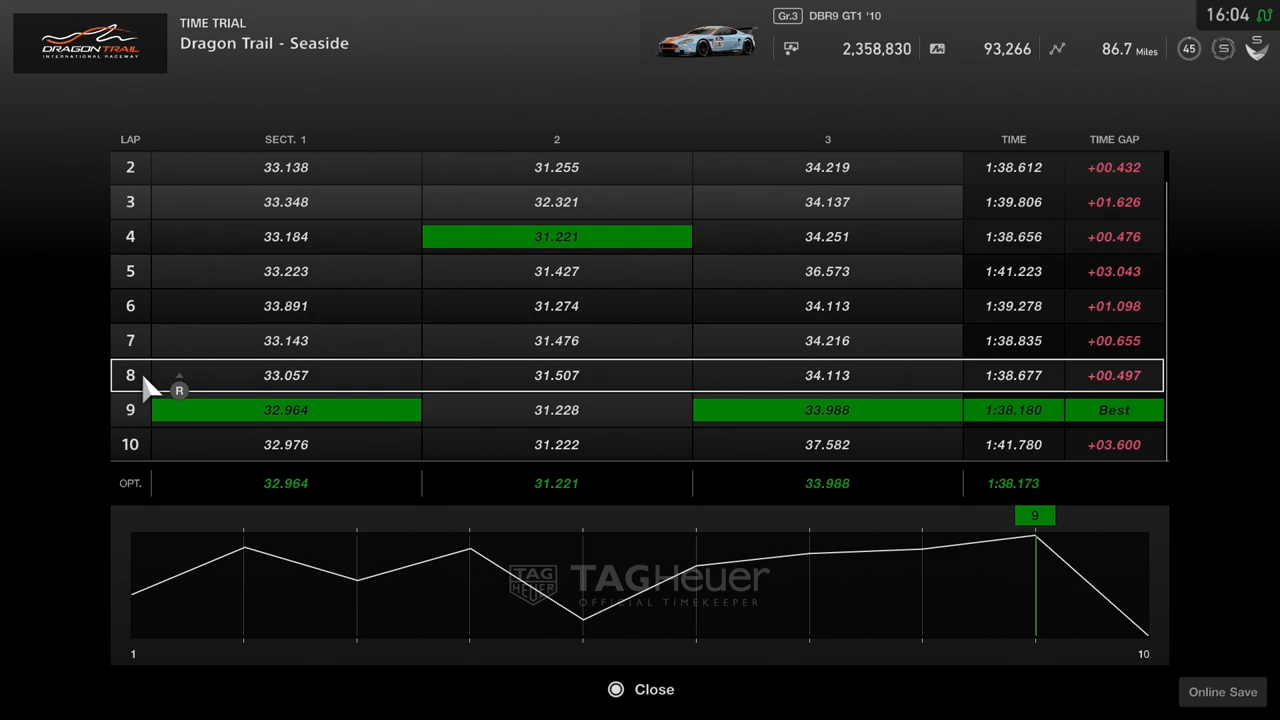 TIME TRIAL
Dragon Trail - Seaside
DRAGON TRAIL
INTERNATIONAL RACEWAY
Gr.3 DBR9 GT1 '10
2,358,830 93,266 86.7 Miles 45 S S
16:04
LAP SECT. 1 2 3 TIME TIME GAP
2 33.138 31.255 34.219 1:38.612 +00.432
3 33.348 32.321 34.137 1:39.806 +01.626
4 33.184 31.221 34.251 1:38.656 +00.476
5 33.223 31.427 36.573 1:41.223 +03.043
6 33.891 31.274 34.113 1:39.278 +01.098
7 33.143 31.476 34.216 1:38.835 +00.655
8 33.057 31.507 34.113 1:38.677 +00.497
R
9 32.964 31.228 33.988 1:38.180 Best
10 32.976 31.222 37.582 1:41.780 +03.600
OPT. 32.964 31.221 33.988 1:38.173
9
TAG HEUER TAGHeuer
OFFICIAL TIMEKEEPER
1 10
Close
Online Save